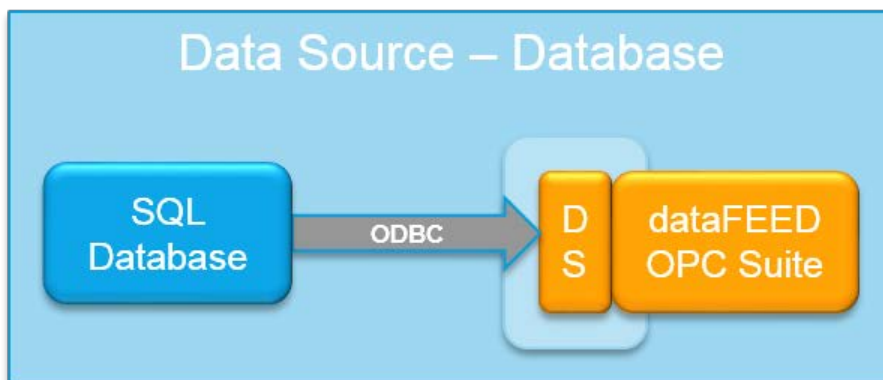 Data Source – Database
SQL
Database
ODBC
D
S
dataFEED
OPC Suite